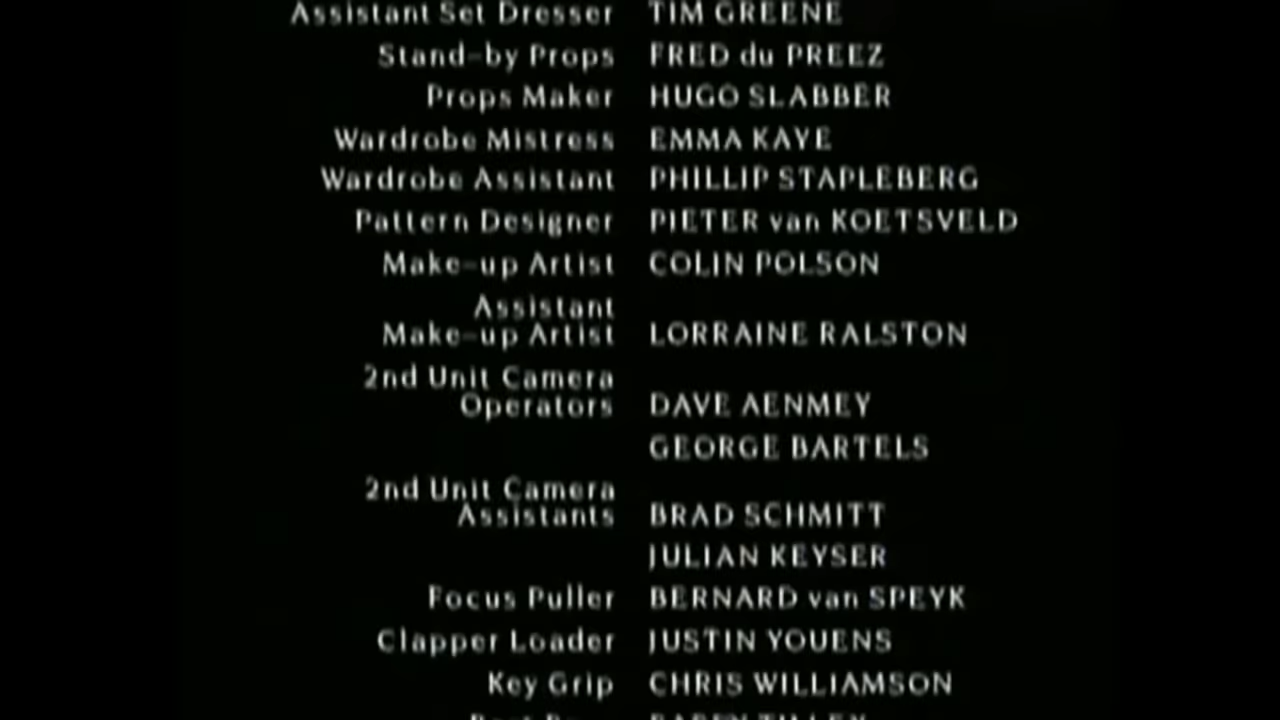 Assistant Set Dresser TIM GREENE
Stand-by Props FRED du PREEZ
Props Maker HUGO SLABBER
Wardrobe Mistress EMMA KAYE
Wardrobe Assistant PHILLIP STAPLEBERG
Pattern Designer PIETER van KOETSVELD
Make-up Artist COLIN POLSON
Assistant
Make-up Artist LORRAINE RALSTON
2nd Unit Camera
Operators DAVE AENMEY
GEORGE BARTELS
2nd Unit Camera
Assistants BRAD SCHMITT
JULIAN KEYSER
Focus Puller BERNARD van SPEYK
Clapper Loader JUSTIN YOUENS
Key Grip CHRIS WILLIAMSON